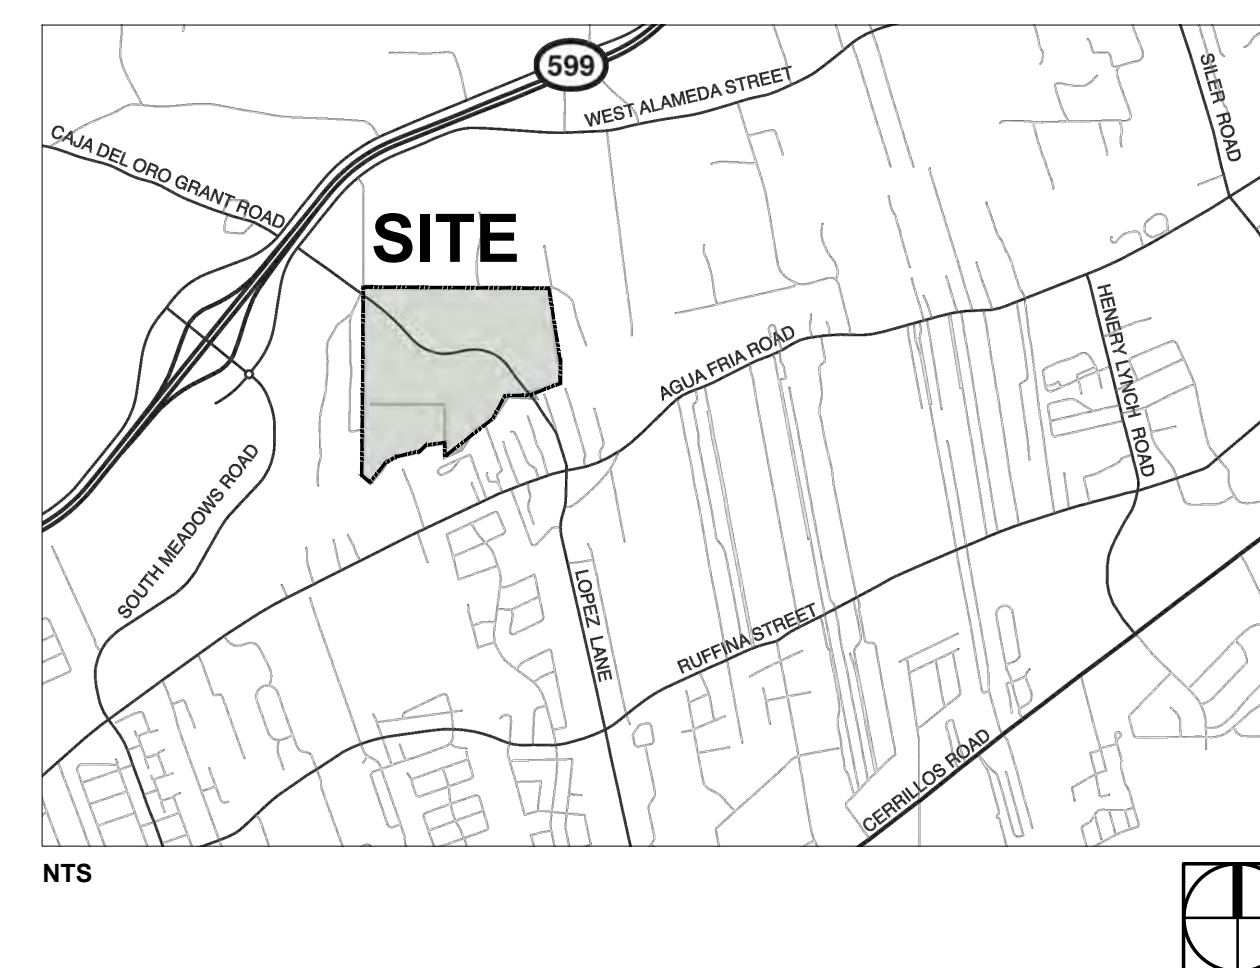 599
WEST ALAMEDA STREET
SILER ROAD
CAJA DEL ORO GRANT ROAD
SITE
HENERY LYNCH ROAD
AGUA FRIA ROAD
SOUTH MEADOWS ROAD
LOPEZ LANE
RUFFINA STREET
CERRILLOS ROAD
NTS